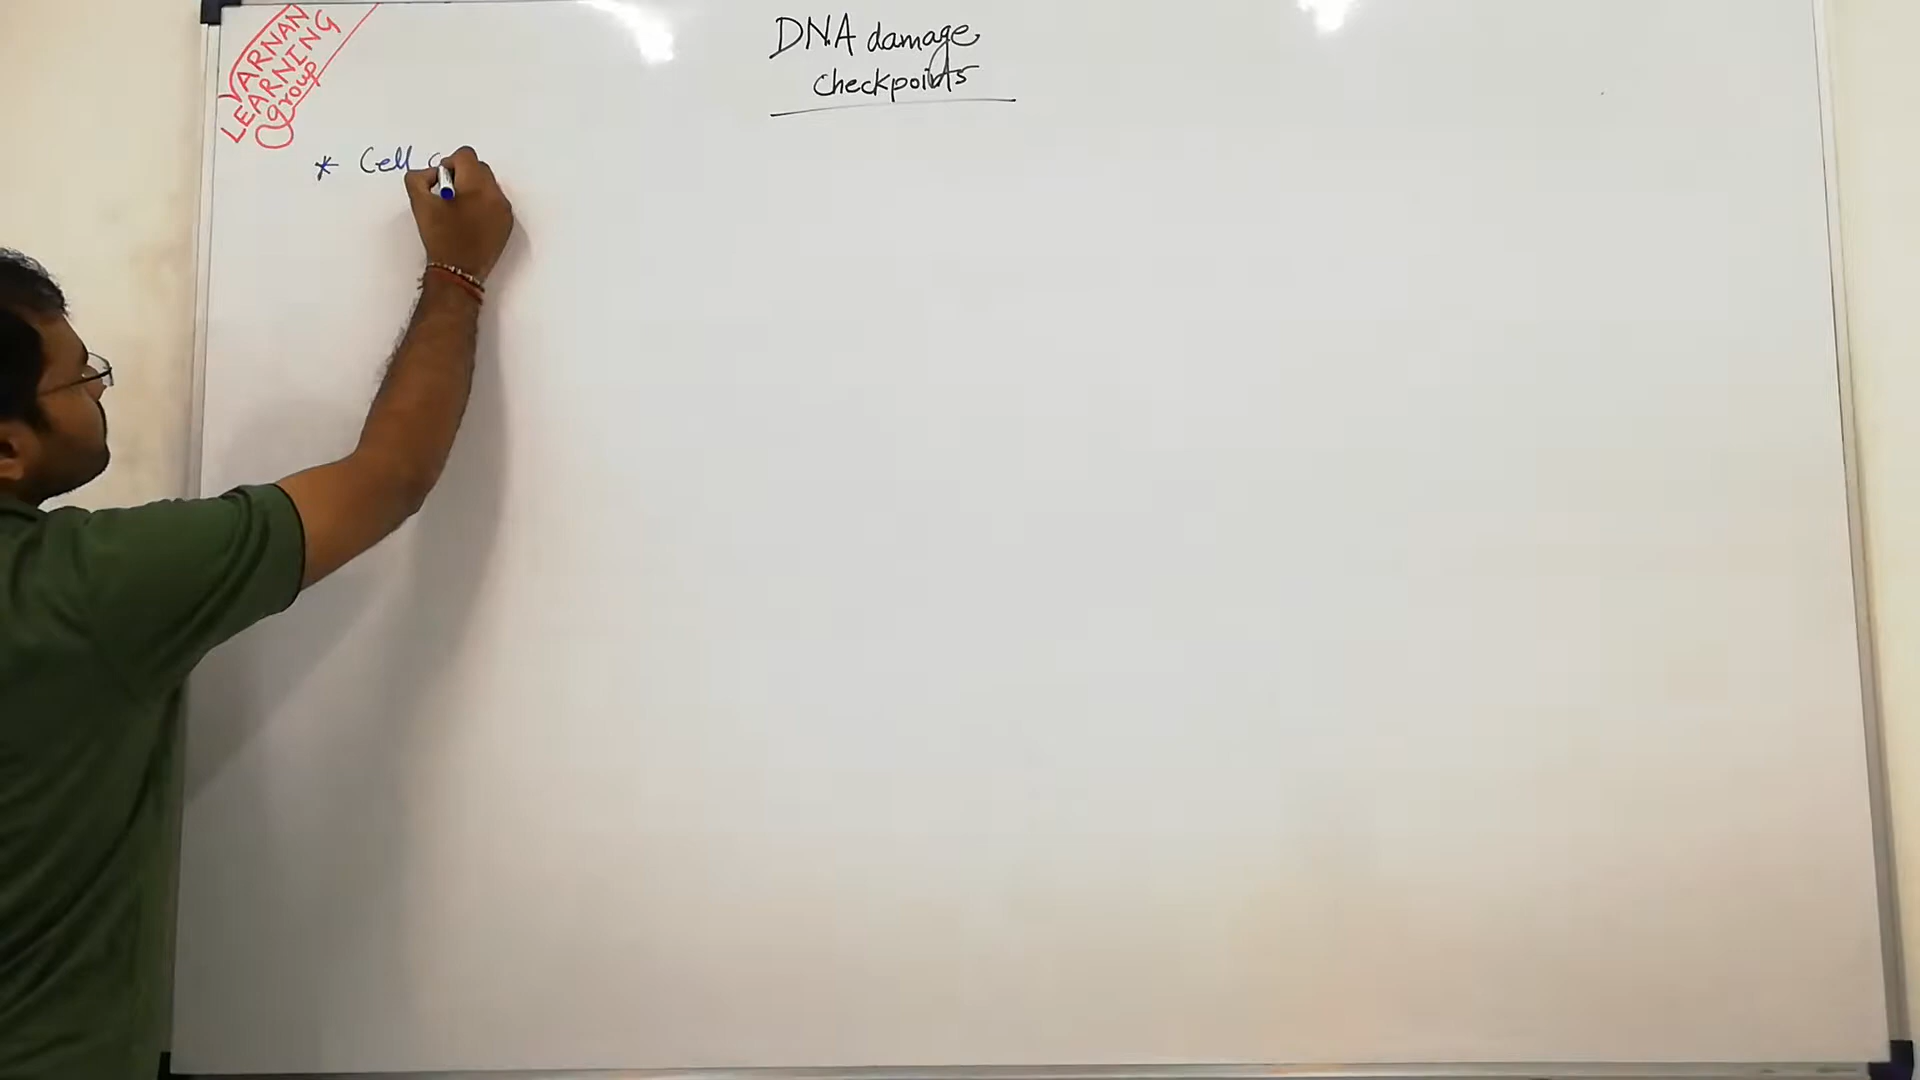 VARNAN
LEARNING
group
DNA damage
checkpoints
* Cell c